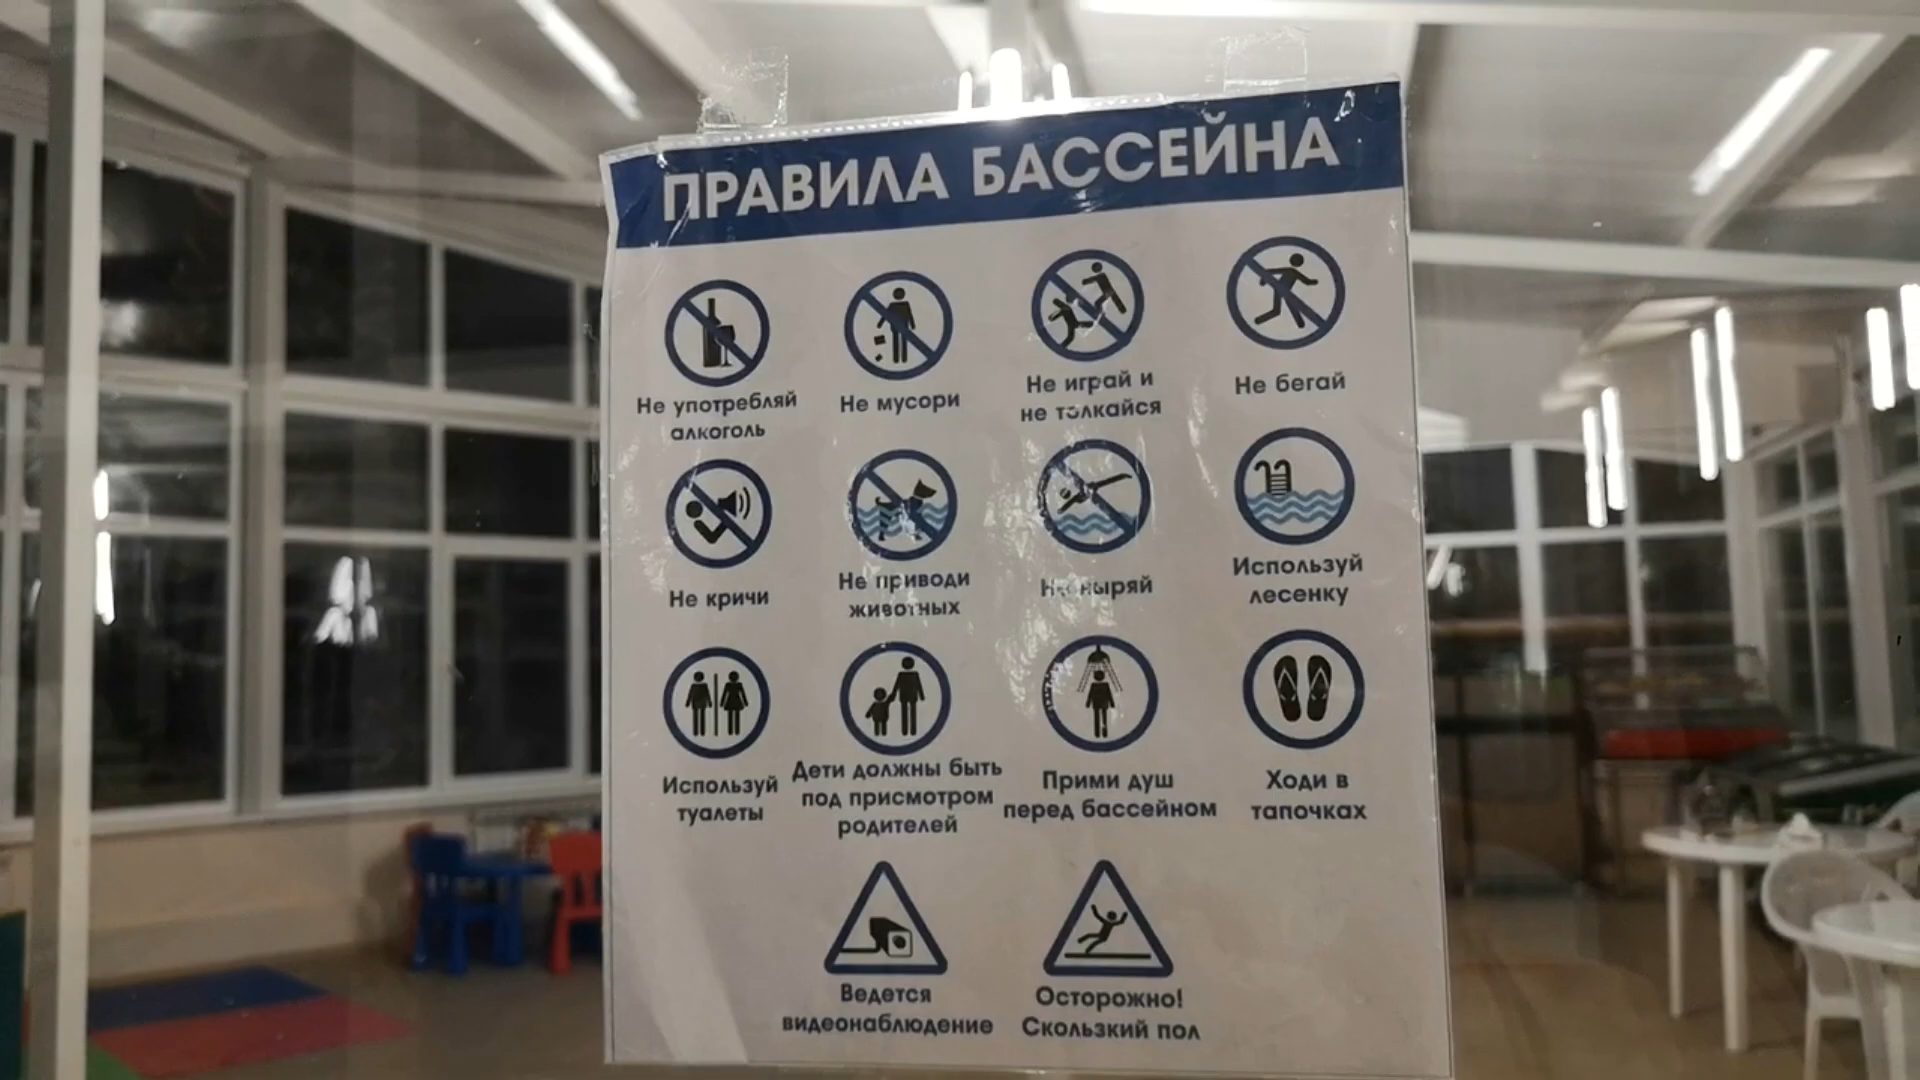 ПРАВИЛА БАССЕЙНА
Не употребляй
алкоголь
Не мусори
Не играй и
не толкайся
Не бегай
Не кричи
Не приводи
животных
Не ныряй
Используй
лесенку
Используй
туалеты
Дети должны быть
под присмотром
родителей
Прими душ
перед бассейном
Ходи в
тапочках
Ведется
видеонаблюдение
Осторожно!
Скользкий пол